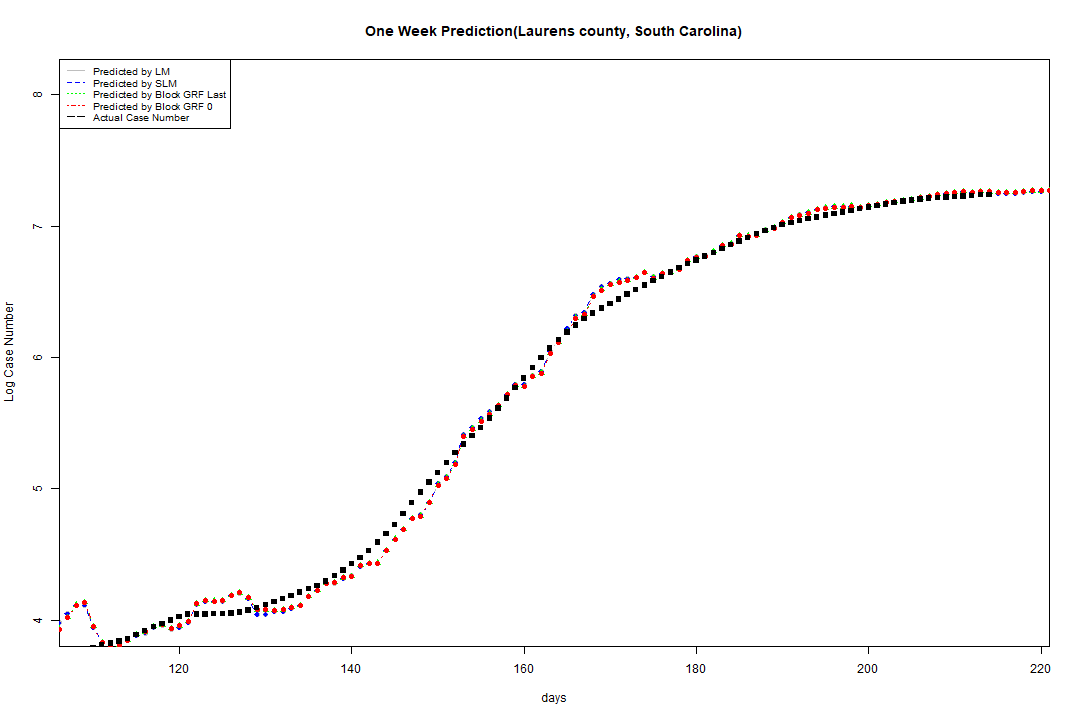 One Week Prediction(Laurens county, South Carolina)
Predicted by LM
Predicted by SLM
Predicted by Block GRF Last
Predicted by Block GRF 0
Actual Case Number
8
7
6
5
4
Log Case Number
120 140 160 180 200 220
days